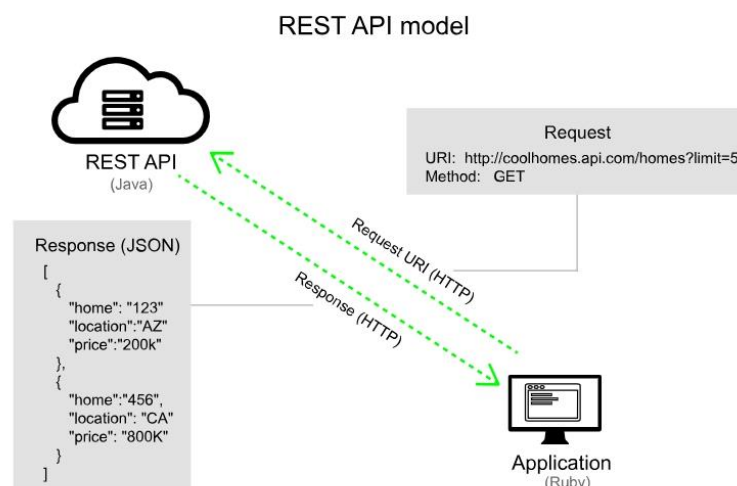 REST API model
REST API
(Java)
Request
URI: http://coolhomes.api.com/homes?limit=5
Method: GET
Request URI (HTTP)
Response (HTTP)
Response (JSON)
[
{
"home": "123"
"location":"AZ"
"price":"200k"
},
{
"home":"456",
"location": "CA"
"price": "800K"
}
]
Application
(Ruby)